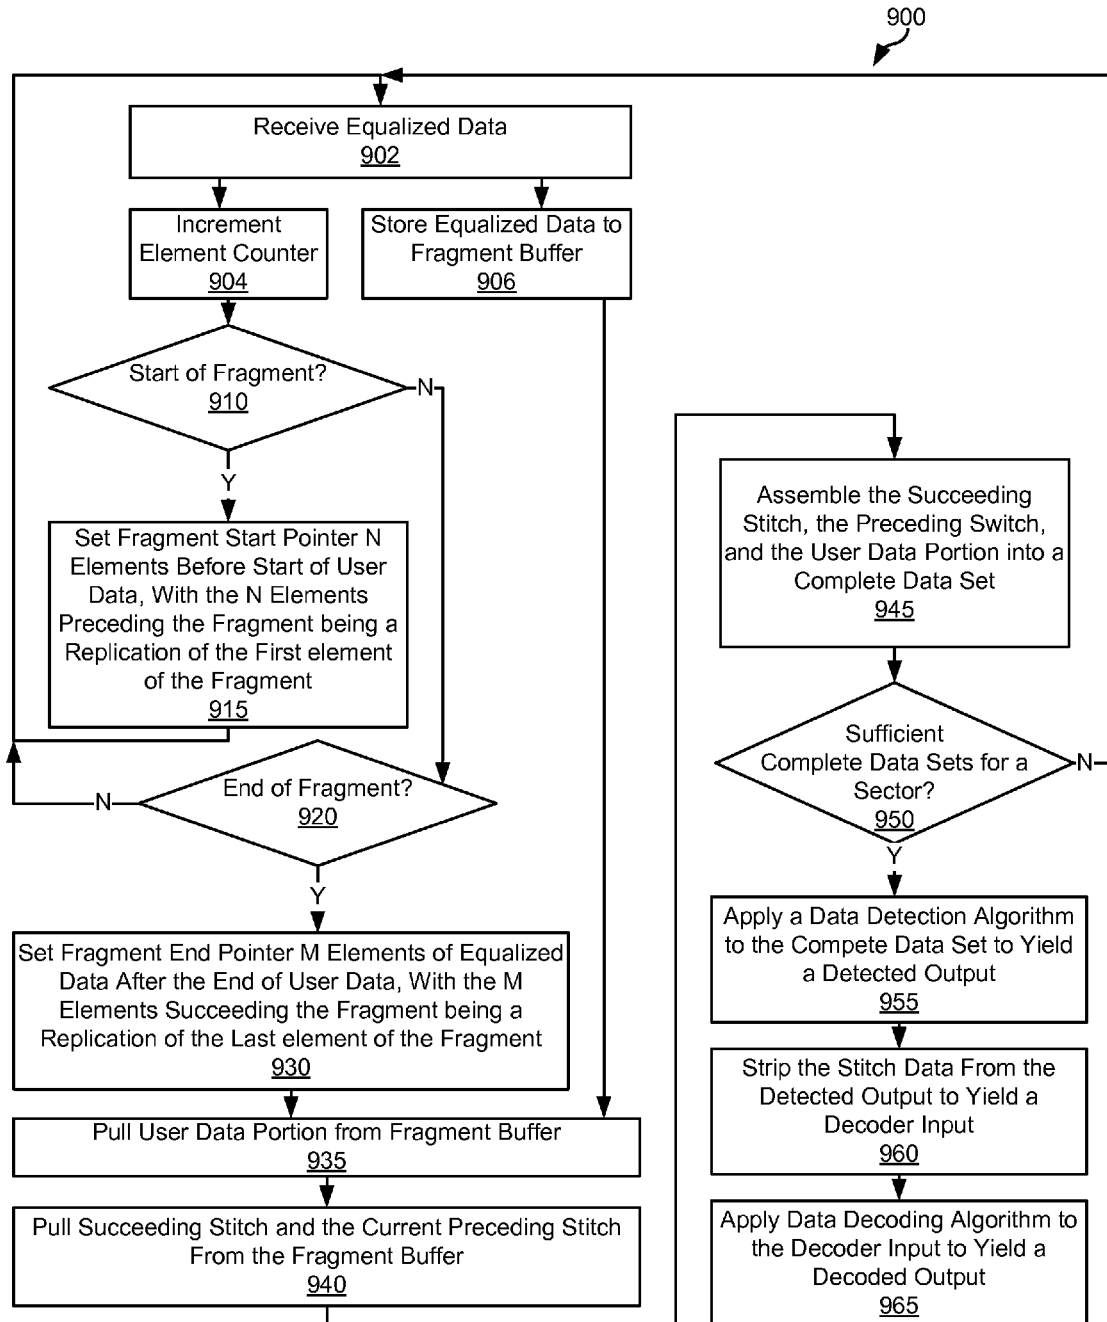 900
Receive Equalized Data
902
Increment
Element Counter
904
Store Equalized Data to
Fragment Buffer
906
Start of Fragment?
910
N
Y
Set Fragment Start Pointer N
Elements Before Start of User
Data, With the N Elements
Preceding the Fragment being a
Replication of the First element
of the Fragment
915
End of Fragment?
920
N
Y
Set Fragment End Pointer M Elements of Equalized
Data After the End of User Data, With the M
Elements Succeeding the Fragment being a
Replication of the Last element of the Fragment
930
Pull User Data Portion from Fragment Buffer
935
Pull Succeeding Stitch and the Current Preceding Stitch
From the Fragment Buffer
940
Assemble the Succeeding
Stitch, the Preceding Switch,
and the User Data Portion into a
Complete Data Set
945
Sufficient
Complete Data Sets for a
Sector?
950
N
Y
Apply a Data Detection Algorithm
to the Compete Data Set to Yield
a Detected Output
955
Strip the Stitch Data From the
Detected Output to Yield a
Decoder Input
960
Apply Data Decoding Algorithm to
the Decoder Input to Yield a
Decoded Output
965